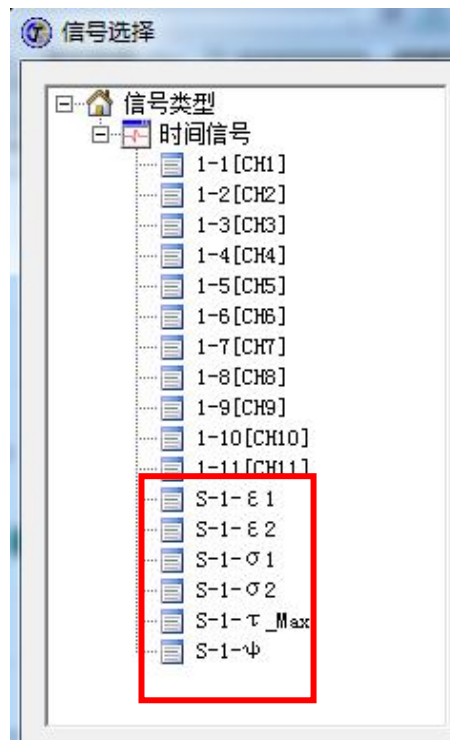 信号选择
信号类型
时间信号
1-1[CH1]
1-2[CH2]
1-3[CH3]
1-4[CH4]
1-5[CH5]
1-6[CH6]
1-7[CH7]
1-8[CH8]
1-9[CH9]
1-10[CH10]
1-11[CH11]
S-1-ε1
S-1-ε2
S-1-σ1
S-1-σ2
S-1-τ_Max
S-1-ψ